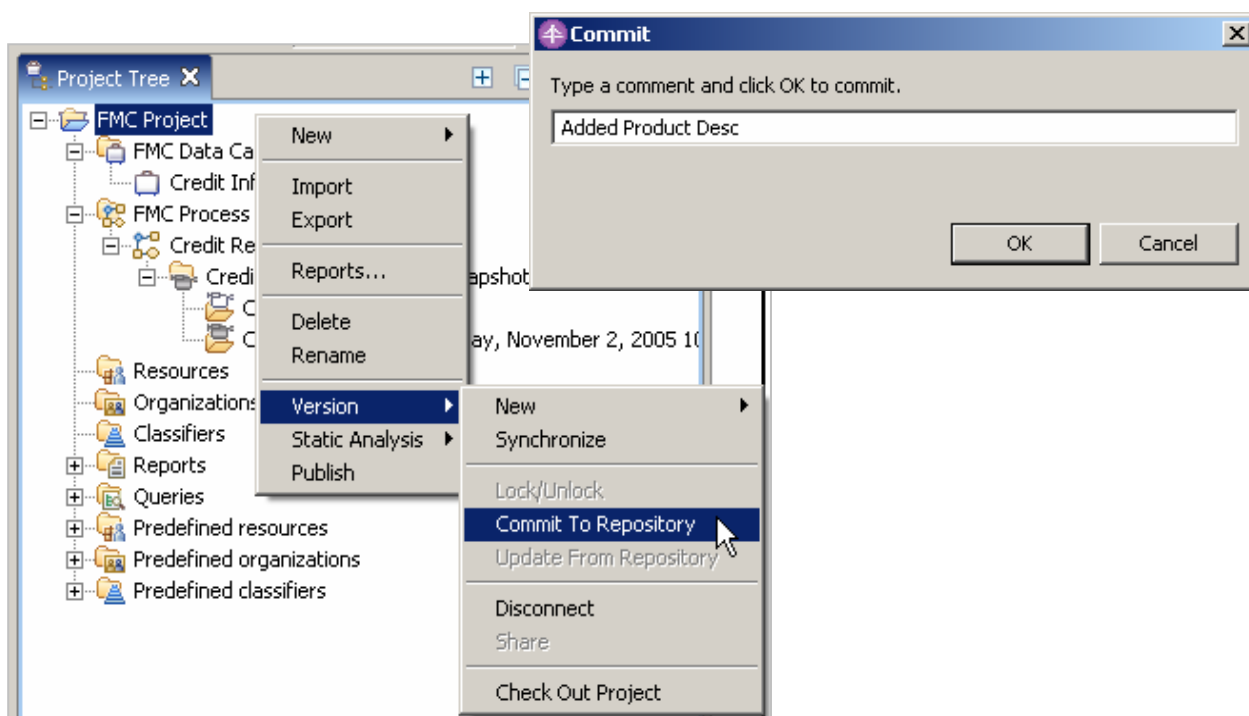 Commit
Type a comment and click OK to commit.
Added Product Desc
OK
Cancel
Project Tree
FMC Project
FMC Data Ca
Credit Inf
FMC Process
Credit Re
Credi
apshot
C
C
ay, November 2, 2005 10
Resources
Organizations
Classifiers
Reports
Queries
Predefined resources
Predefined organizations
Predefined classifiers
New
Import
Export
Reports...
Delete
Rename
Version
Static Analysis
Publish
New
Synchronize
Lock/Unlock
Commit To Repository
Update From Repository
Disconnect
Share
Check Out Project